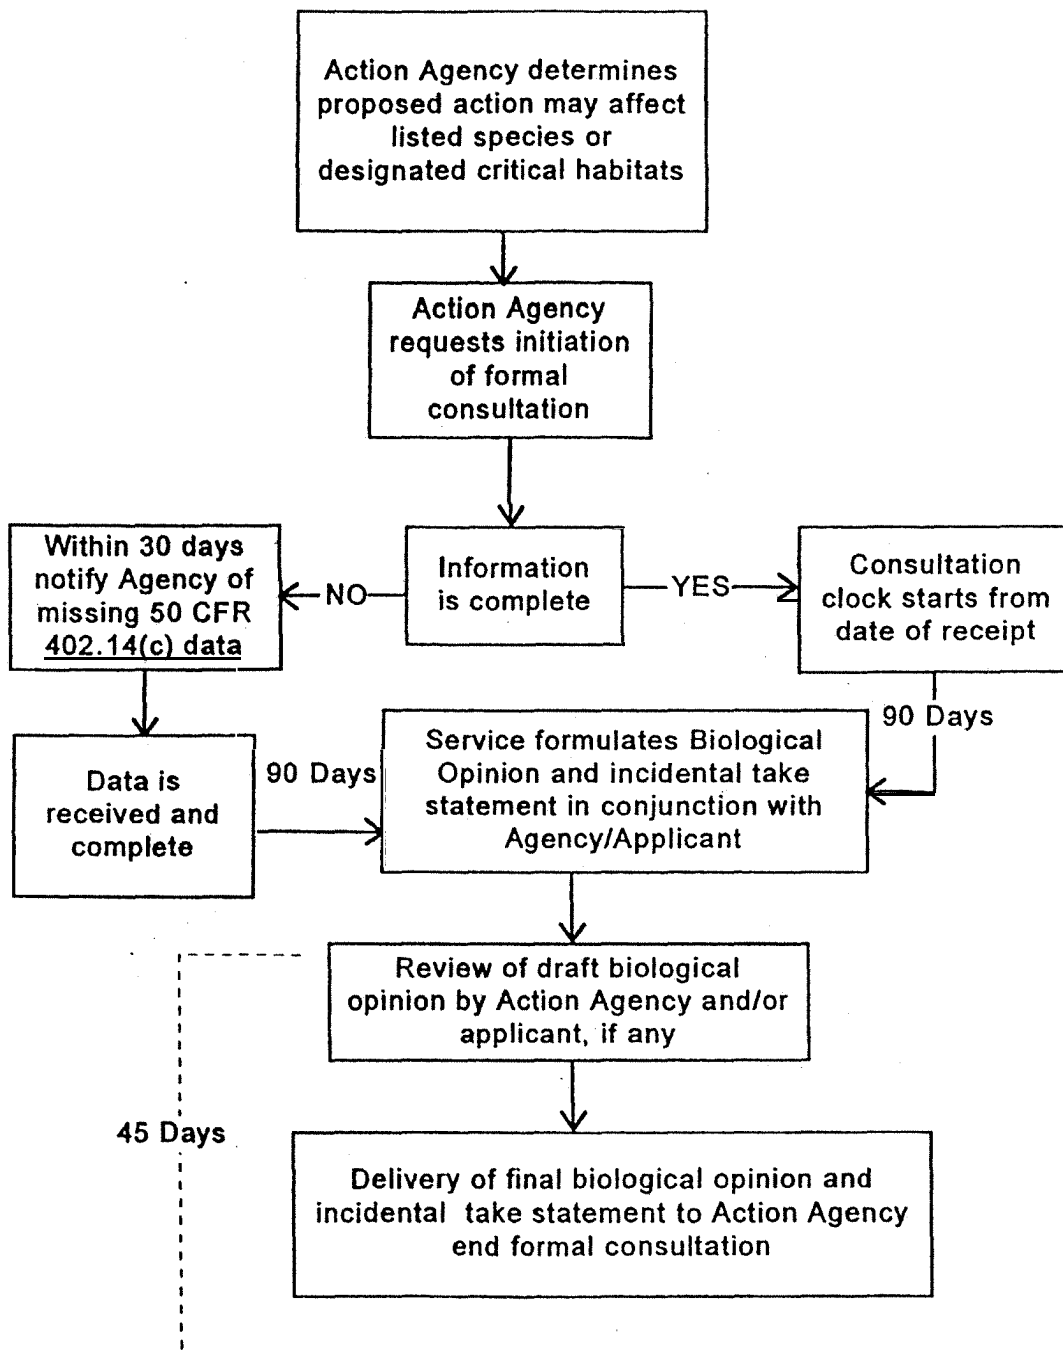 Action Agency determines
proposed action may affect
listed species or
designated critical habitats
Action Agency
requests initiation
of formal
consultation
Within 30 days
notify Agency of
missing 50 CFR
402.14(c) data
NO
Information
is complete
YES
Consultation
clock starts from
date of receipt
90 Days
Data is
received and
complete
90 Days
Service formulates Biological
Opinion and incidental take
statement in conjunction with
Agency/Applicant
Review of draft biological
opinion by Action Agency and/or
applicant, if any
45 Days
Delivery of final biological opinion and
incidental take statement to Action Agency
end formal consultation